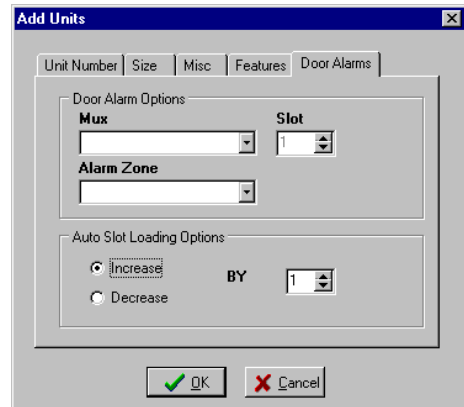 Add Units
Unit Number Size Misc Features Door Alarms
Door Alarm Options
Mux Slot
1
Alarm Zone
Auto Slot Loading Options
Increase BY 1
Decrease
OK Cancel